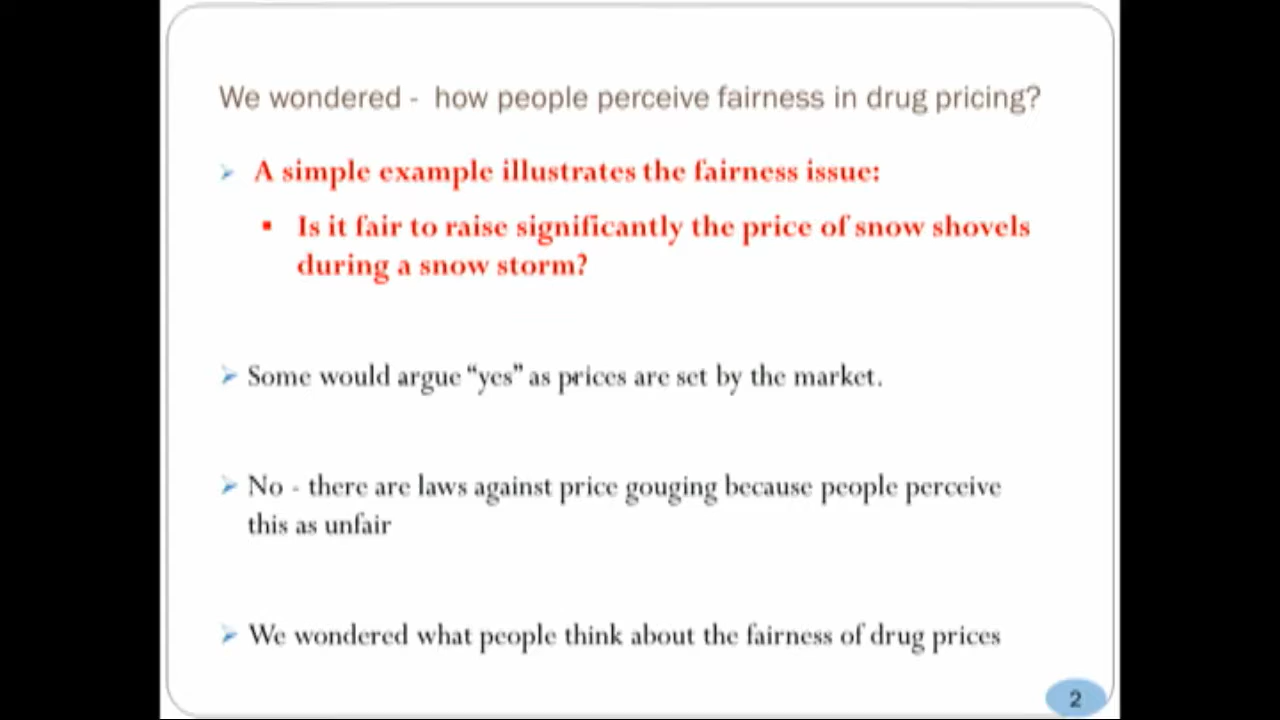 We wondered - how people perceive fairness in drug pricing?
A simple example illustrates the fairness issue:
Is it fair to raise significantly the price of snow shovels
during a snow storm?
Some would argue “yes” as prices are set by the market.
No - there are laws against price gouging because people perceive
this as unfair
We wondered what people think about the fairness of drug prices
2